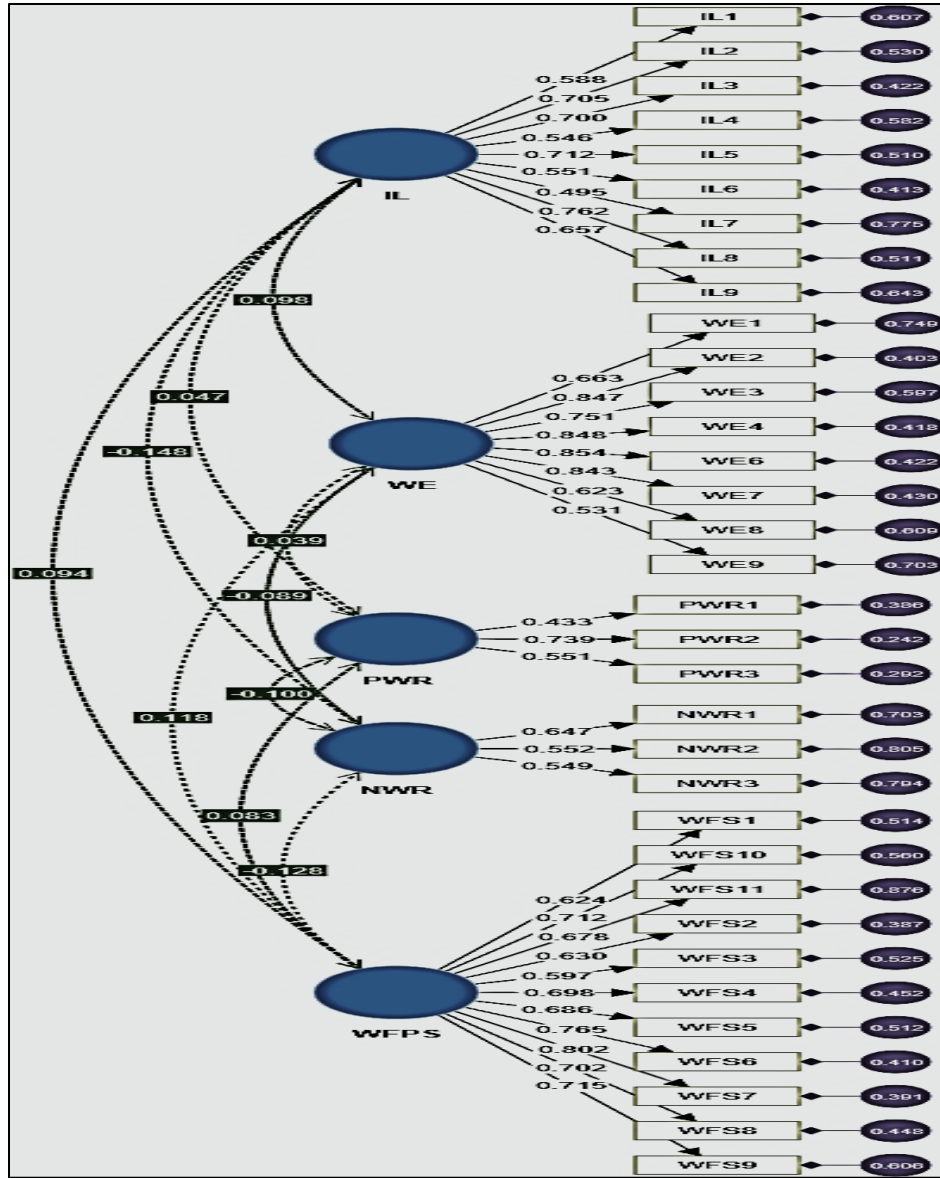 IL1 0.607
IL2 0.530
0.588
IL3 0.422
0.705
0.700
IL4 0.582
0.546
0.712
IL5 0.510
0.551
IL6 0.413
IL
0.495
0.762
IL7 0.775
0.657
IL8 0.511
IL9 0.643
0.098
WE1 0.749
WE2 0.403
0.663
0.047
0.847
WE3 0.597
0.751
WE4 0.418
0.848
-0.148
0.854
WE6 0.422
0.843
WE
0.623
WE7 0.430
0.531
WE8 0.609
0.039
WE9 0.703
0.094
-0.089
PWR1 0.386
0.433
0.739
PWR2 0.242
0.551
PWR3 0.292
PWR
-0.100
0.118
NWR1 0.703
0.647
0.552
NWR2 0.805
0.549
NWR3 0.794
NWR
0.083
WFS1 0.514
WFS10 0.560
-0.128
WFS11 0.876
0.624
0.712
WFS2 0.387
0.678
0.630
WFS3 0.525
0.597
0.698
WFS4 0.452
0.686
WFS5 0.512
WFPS
0.765
0.802
WFS6 0.410
0.702
0.715
WFS7 0.391
WFS8 0.448
WFS9 0.606